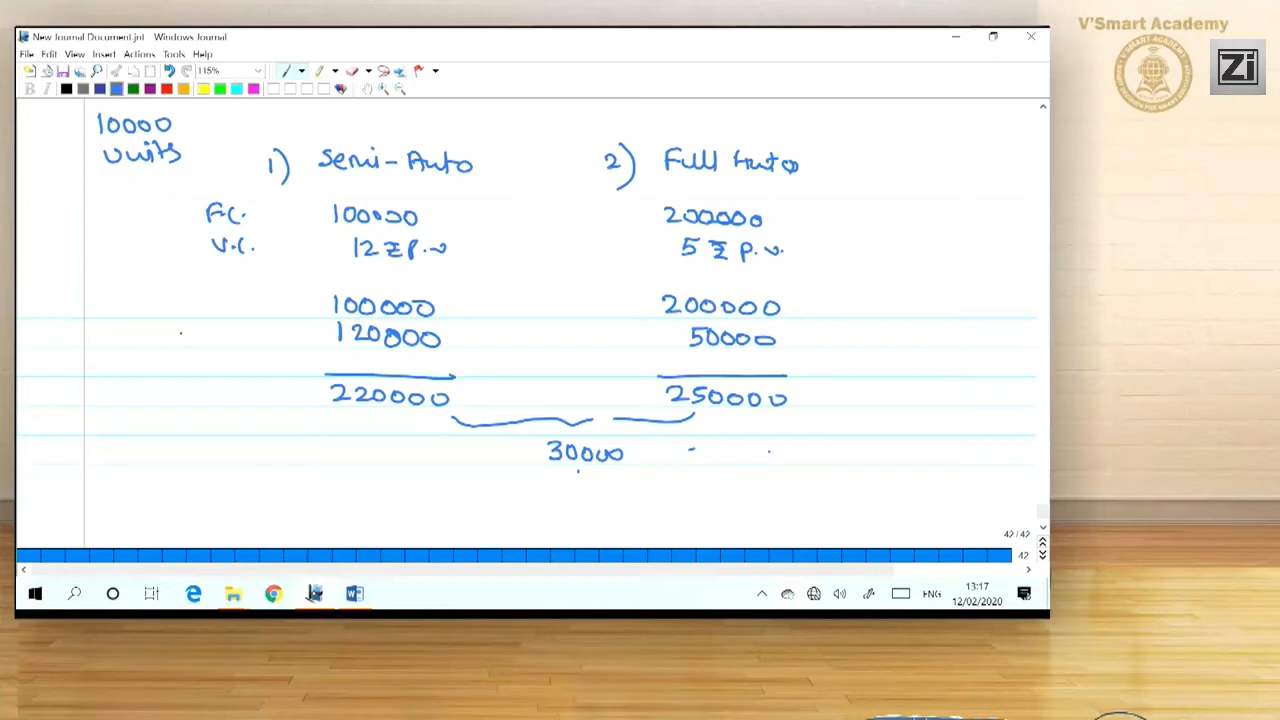 V'Smart Academy
New Journal Document.jnt - Windows Journal
File Edit View Insert Actions Tools Help
115%
B I
Zi
10000
Units
1) Semi-Auto 2) Full Auto
F.C. 100000 200000
V.C. 12 ₹ p.u 5 ₹ p.u.
100000 200000
120000 50000
220000 250000
30000
42/42
42
ENG
13:17
12/02/2020